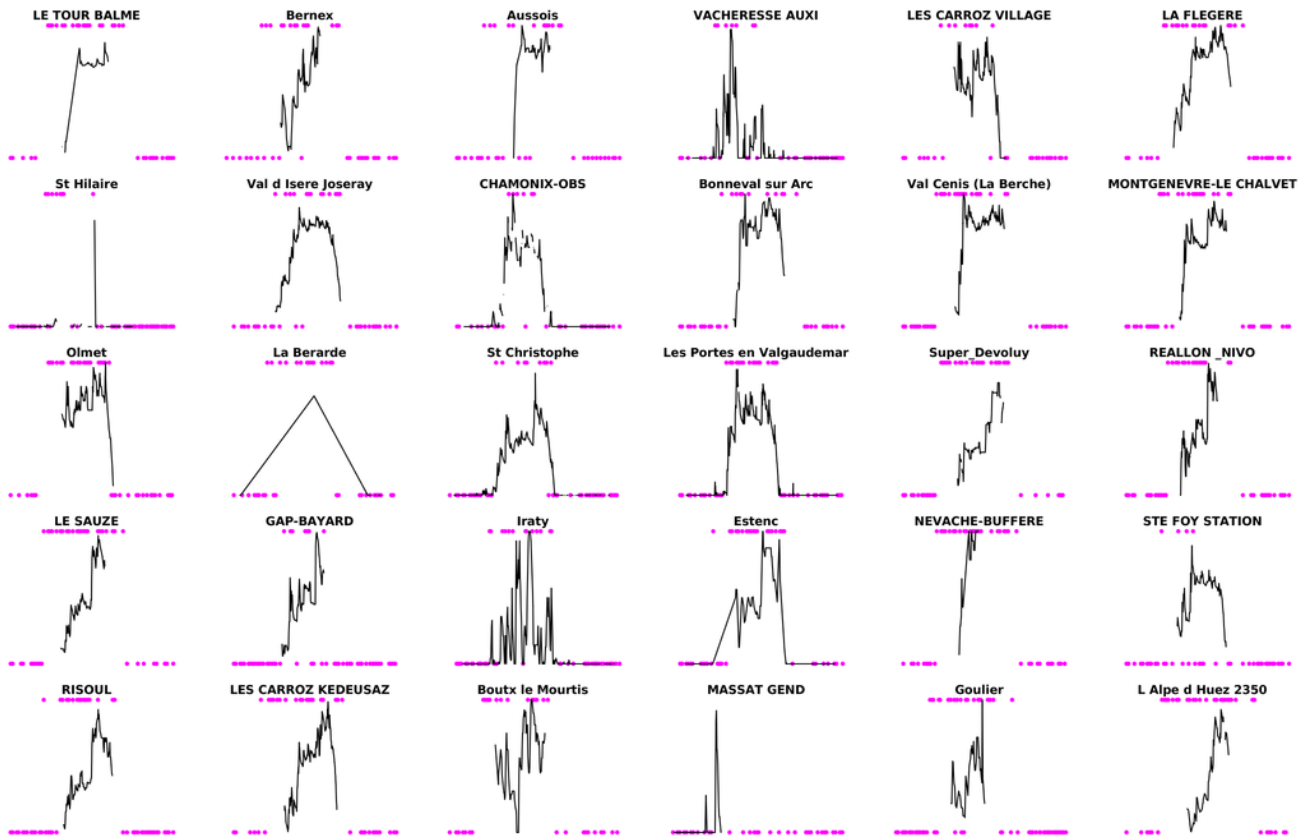 LE TOUR BALME
Bernex
Aussois
VACHERESSE AUXI
LES CARROZ VILLAGE
LA FLEGERE
St Hilaire
Val d Isere Joseray
CHAMONIX-OBS
Bonneval sur Arc
Val Cenis (La Berche)
MONTGENEVRE-LE CHALVET
Olmet
La Berarde
St Christophe
Les Portes en Valgaudemar
Super_Devoluy
REALLON _NIVO
LE SAUZE
GAP-BAYARD
Iraty
Estenc
NEVACHE-BUFFERE
STE FOY STATION
RISOUL
LES CARROZ KEDEUSAZ
Boutx le Mourtis
MASSAT GEND
Goulier
L Alpe d Huez 2350